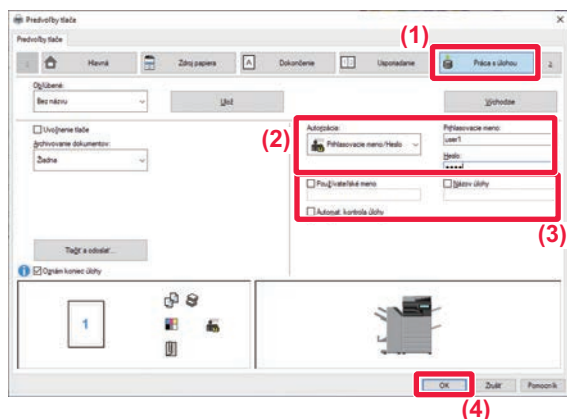 Predvoľby tlače
Predvoľby tlače
(1)
Hlavná
Zdroj papiera
A
Dokončenie
Usporiadanie
Práca s úlohou
Obľúbené:
Bez názvu
Ulož
Východzie
(2)
Uvoľnenie tlače
Archivovanie dokumentov:
Žiadna
Autorizácia:
Prihlasovacie meno/Heslo
Prihlasovacie meno:
user1
Heslo:
••••
Používateľské meno
Názov úlohy
Automat. kontrola úlohy
(3)
Tlačiť a odoslať...
Oznám koniec úlohy
1
OK
Zrušiť
Pomocník
(4)